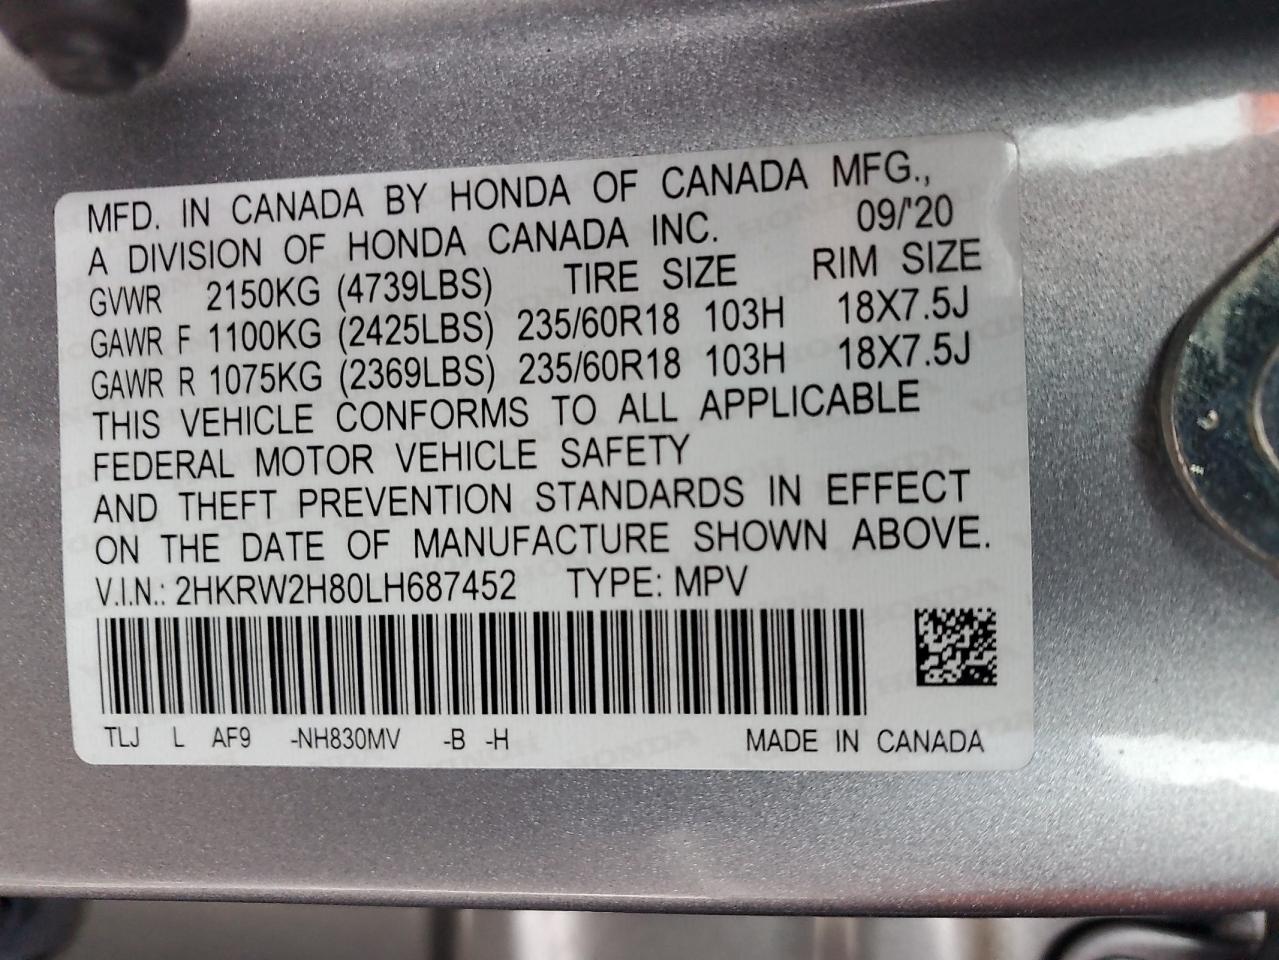 MFD. IN CANADA BY HONDA OF CANADA MFG.,
A DIVISION OF HONDA CANADA INC. 09/'20
GVWR 2150KG (4739LBS) TIRE SIZE RIM SIZE
GAWR F 1100KG (2425LBS) 235/60R18 103H 18X7.5J
GAWR R 1075KG (2369LBS) 235/60R18 103H 18X7.5J
THIS VEHICLE CONFORMS TO ALL APPLICABLE
FEDERAL MOTOR VEHICLE SAFETY
AND THEFT PREVENTION STANDARDS IN EFFECT
ON THE DATE OF MANUFACTURE SHOWN ABOVE.
V.I.N.: 2HKRW2H80LH687452 TYPE: MPV
TLJ L AF9 -NH830MV -B -H MADE IN CANADA